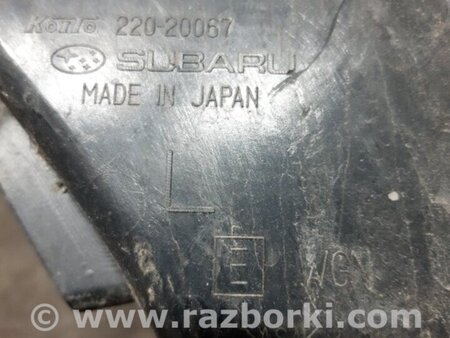 KOITO 220-20067
SUBARU
MADE IN JAPAN
L
E
© www.razborki.com